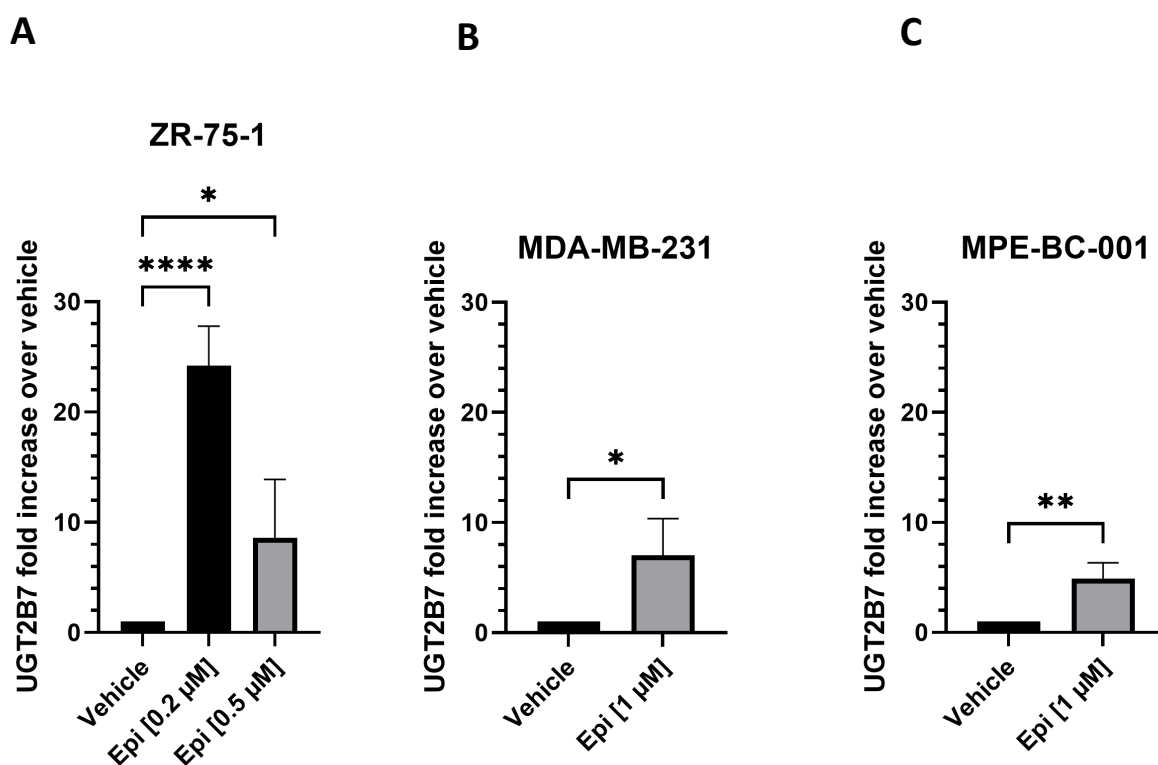 A
B
C
ZR-75-1
*
****
UGT2B7 fold increase over vehicle
30
20
10
0
Vehicle
Epi [0.2 µM]
Epi [0.5 µM]
MDA-MB-231
*
UGT2B7 fold increase over vehicle
30
20
10
0
Vehicle
Epi [1 µM]
MPE-BC-001
**
UGT2B7 fold increase over vehicle
30
20
10
0
Vehicle
Epi [1 µM]